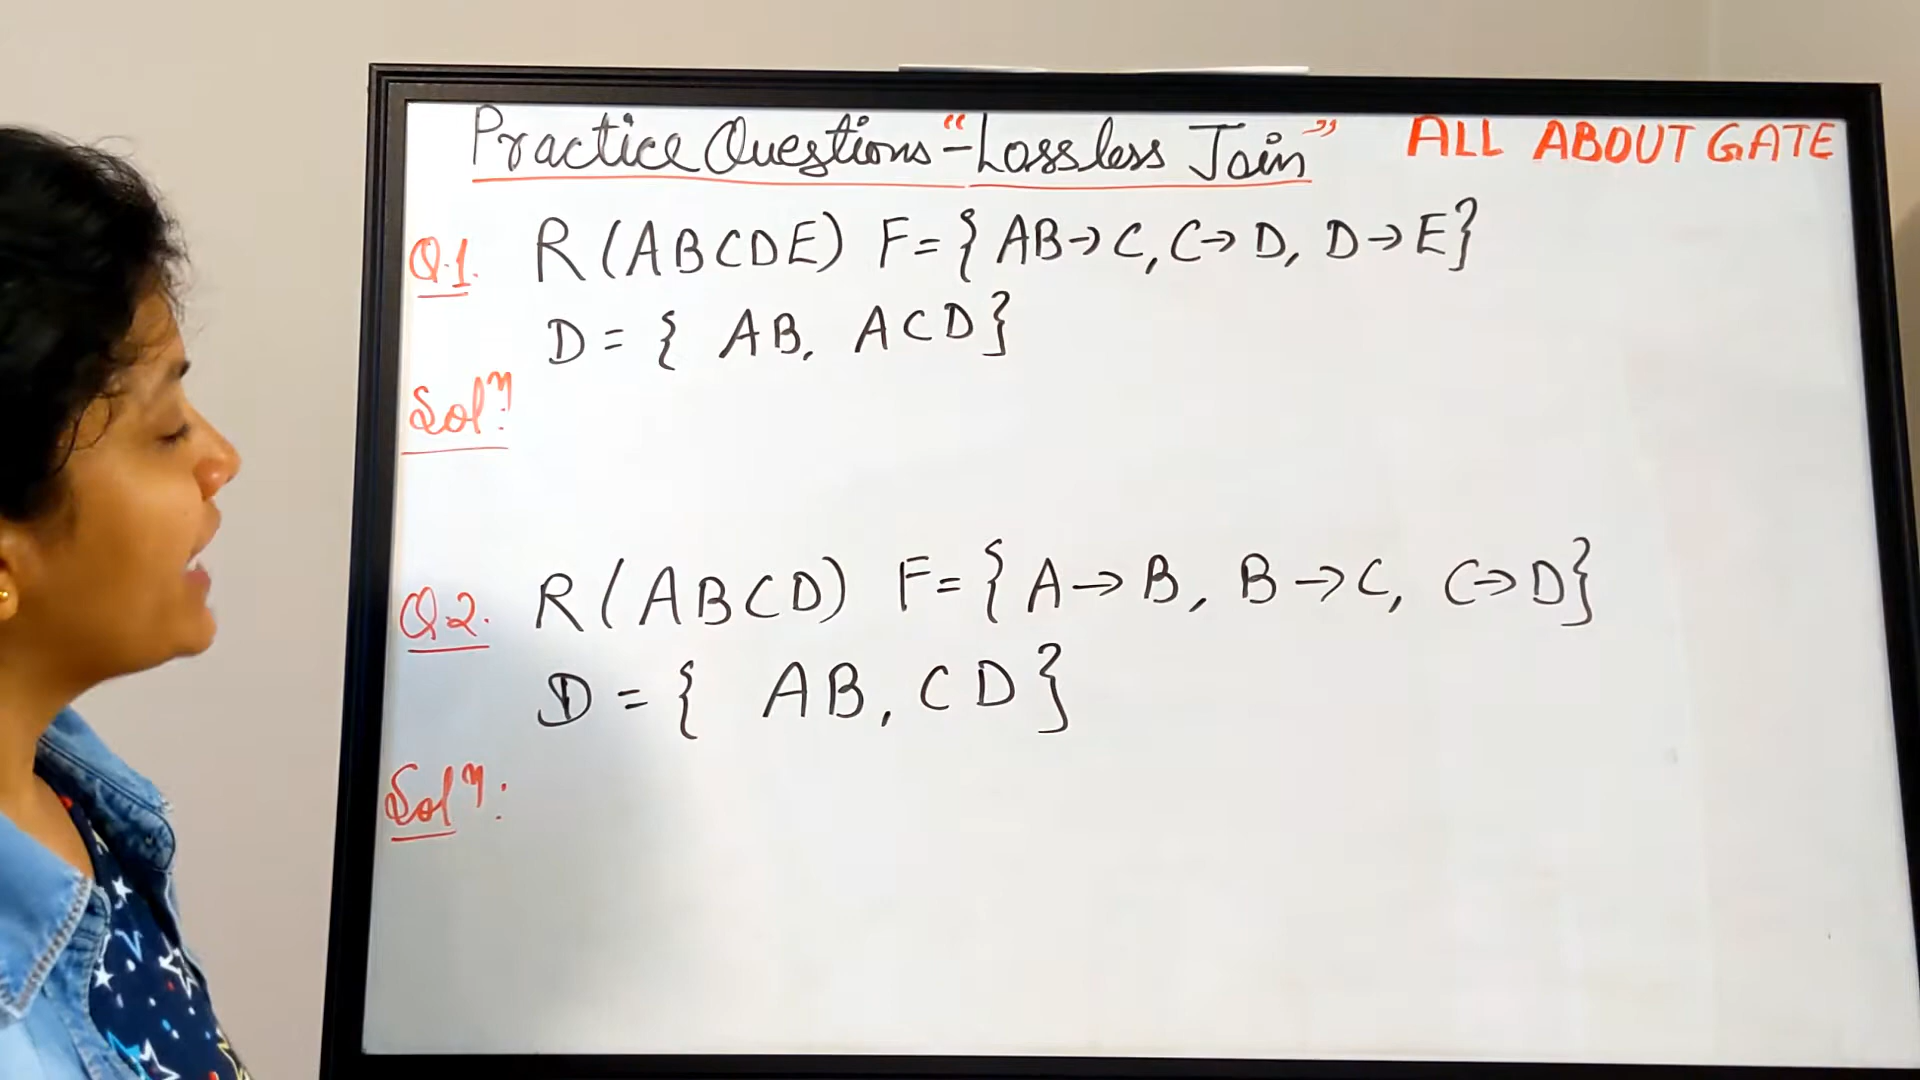 Practice Questions "Lossless Join" ALL ABOUT GATE
Q.1. R(ABCDE) F={AB→C,C→D, D→E}
D = { AB, ACD}
Solⁿ:
Q.2. R(ABCD) F={A→B, B→C, C→D}
D = { AB, CD}
Solⁿ: